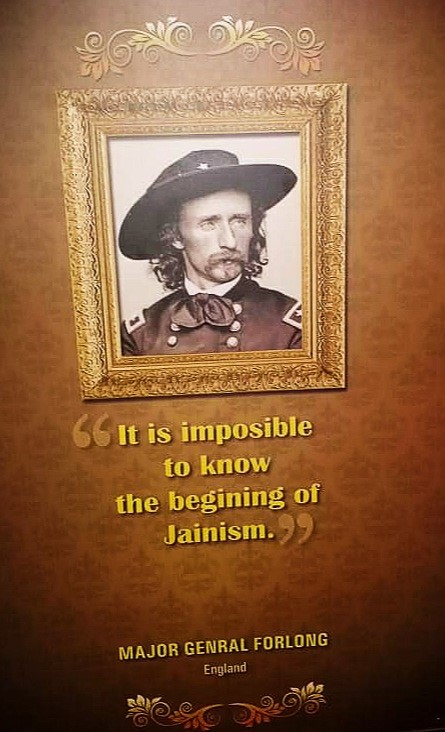 “It is imposible
to know
the begining of
Jainism.”
MAJOR GENRAL FORLONG
England